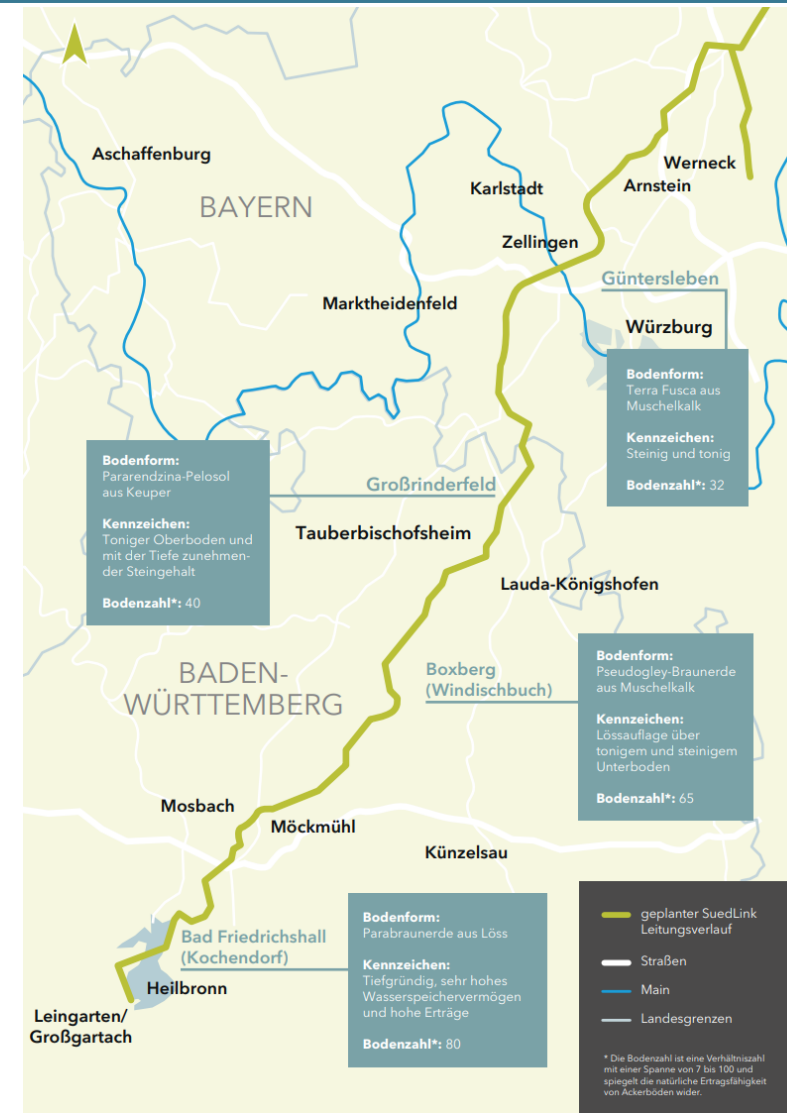 Aschaffenburg
BAYERN
Karlstadt
Werneck
Arnstein
Zellingen
Güntersleben
Marktheidenfeld
Würzburg
Bodenform:
Terra Fusca aus
Muschelkalk
Kennzeichen:
Steinig und tonig
Bodenzahl*: 32
Bodenform:
Pararendzina-Pelosol
aus Keuper
Kennzeichen:
Toniger Oberboden und
mit der Tiefe zunehmen-
der Steingehalt
Bodenzahl*: 40
Großrinderfeld
Tauberbischofsheim
Lauda-Königshofen
BADEN-
WÜRTTEMBERG
Boxberg
(Windischbuch)
Bodenform:
Pseudogley-Braunerde
aus Muschelkalk
Kennzeichen:
Lössauflage über
tonigem und steinigem
Unterboden
Bodenzahl*: 65
Mosbach
Möckmühl
Künzelsau
Bad Friedrichshall
(Kochendorf)
Heilbronn
Leingarten/
Großgartach
Bodenform:
Parabraunerde aus Löss
Kennzeichen:
Tiefgründig, sehr hohes
Wasserspeichervermögen
und hohe Erträge
Bodenzahl*: 80
geplanter SuedLink
Leitungsverlauf
Straßen
Main
Landesgrenzen
* Die Bodenzahl ist eine Verhältniszahl
mit einer Spanne von 7 bis 100 und
spiegelt die natürliche Ertragsfähigkeit
von Ackerböden wider.